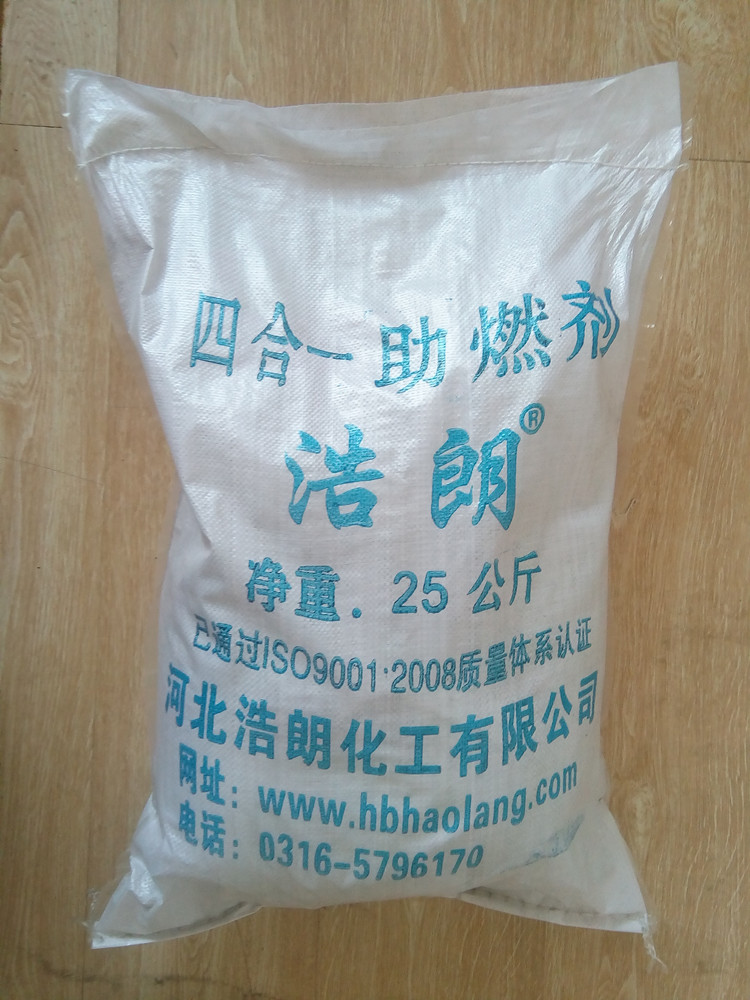 四合一助燃剂
浩朗®
净重.25公斤
已通过ISO9001:2008质量体系认证
河北浩朗化工有限公司
网址：www.hbhaolang.com
电话：0316-5796170